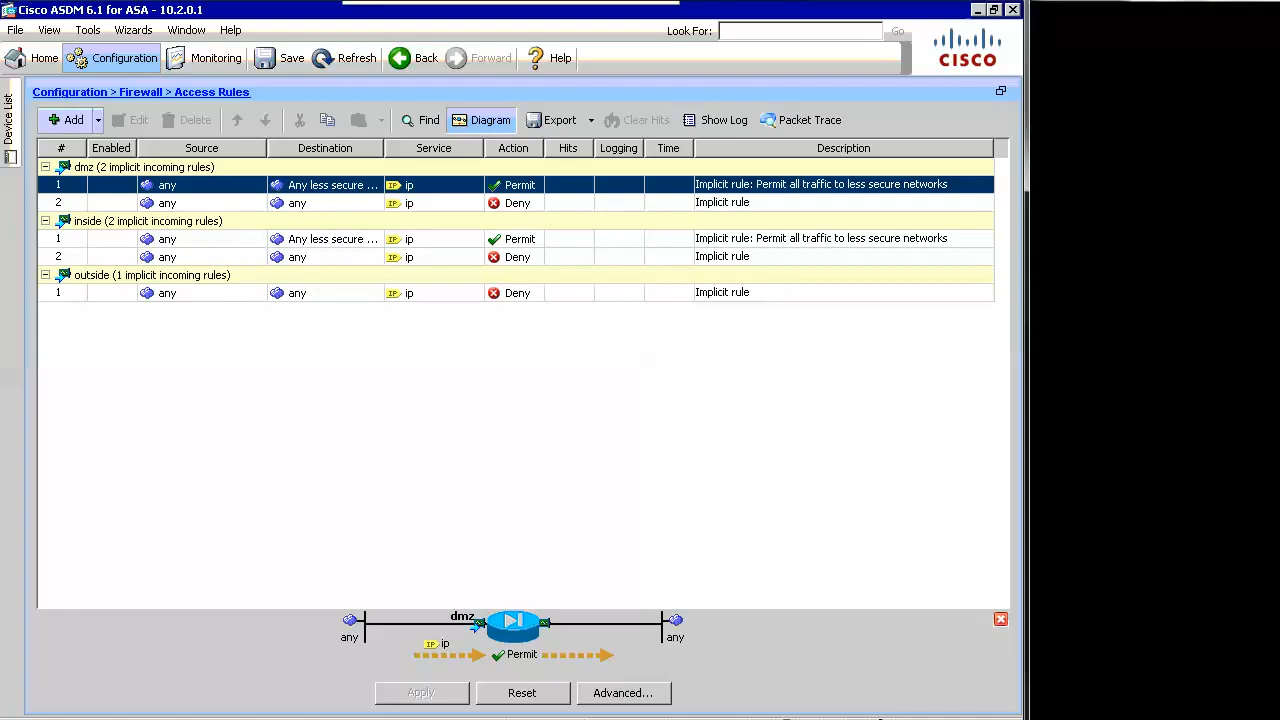 Cisco ASDM 6.1 for ASA - 10.2.0.1
File View Tools Wizards Window Help Look For: Go
Home Configuration Monitoring Save Refresh Back Forward Help
CISCO
Device List
Configuration > Firewall > Access Rules
Add Edit Delete Find Diagram Export Clear Hits Show Log Packet Trace
# Enabled Source Destination Service Action Hits Logging Time Description
dmz (2 implicit incoming rules)
1 any Any less secure ... IP ip Permit Implicit rule: Permit all traffic to less secure networks
2 any any IP ip Deny Implicit rule
inside (2 implicit incoming rules)
1 any Any less secure ... IP ip Permit Implicit rule: Permit all traffic to less secure networks
2 any any IP ip Deny Implicit rule
outside (1 implicit incoming rules)
1 any any IP ip Deny Implicit rule
dmz
any any
IP ip
Permit
Apply Reset Advanced...